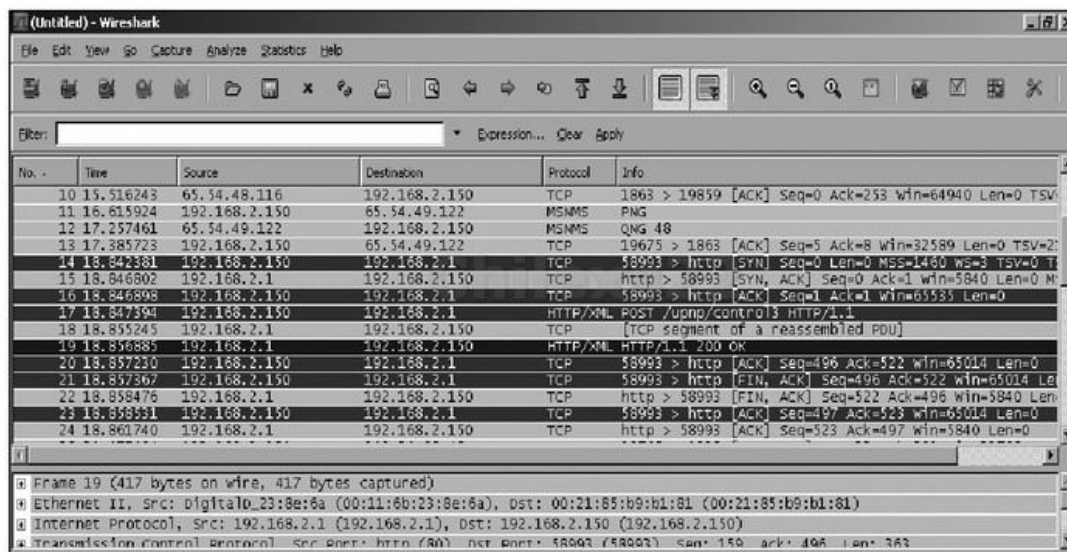 (Untitled) - Wireshark
File Edit View Go Capture Analyze Statistics Help
Filter: Expression... Clear Apply
No. - Time Source Destination Protocol Info
10 15.516243 65.54.48.116 192.168.2.150 TCP 1863 > 19859 [ACK] Seq=0 Ack=253 Win=64940 Len=0 TSV
11 16.615924 192.168.2.150 65.54.49.122 MSNMS PNG
12 17.257461 65.54.49.122 192.168.2.150 MSNMS QNG 48
13 17.385723 192.168.2.150 65.54.49.122 TCP 19675 > 1863 [ACK] Seq=5 Ack=8 Win=32589 Len=0 TSV=2
14 18.842381 192.168.2.150 192.168.2.1 TCP 58993 > http [SYN] Seq=0 Len=0 MSS=1460 WS=3 TSV=0
15 18.846802 192.168.2.1 192.168.2.150 TCP http > 58993 [SYN, ACK] Seq=0 Ack=1 Win=5840 Len=0
16 18.846898 192.168.2.150 192.168.2.1 TCP 58993 > http [ACK] Seq=1 Ack=1 Win=65535 Len=0
17 18.847394 192.168.2.150 192.168.2.1 HTTP/XML POST /upnp/control3 HTTP/1.1
18 18.855245 192.168.2.1 192.168.2.150 TCP [TCP segment of a reassembled PDU]
19 18.856885 192.168.2.1 192.168.2.150 HTTP/XML HTTP/1.1 200 OK
20 18.857230 192.168.2.150 192.168.2.1 TCP 58993 > http [ACK] Seq=496 Ack=522 Win=65014 Len=0
21 18.857367 192.168.2.150 192.168.2.1 TCP 58993 > http [FIN, ACK] Seq=496 Ack=522 Win=65014 Le
22 18.858476 192.168.2.1 192.168.2.150 TCP http > 58993 [FIN, ACK] Seq=522 Ack=496 Win=5840 Len
23 18.858531 192.168.2.150 192.168.2.1 TCP 58993 > http [ACK] Seq=497 Ack=523 Win=65014 Len=0
24 18.861740 192.168.2.1 192.168.2.150 TCP http > 58993 [ACK] Seq=523 Ack=497 Win=5840 Len=0
Frame 19 (417 bytes on wire, 417 bytes captured)
Ethernet II, Src: DigitalD_23:8e:6a (00:11:6b:23:8e:6a), Dst: 00:21:85:b9:b1:81 (00:21:85:b9:b1:81)
Internet Protocol, Src: 192.168.2.1 (192.168.2.1), Dst: 192.168.2.150 (192.168.2.150)
Transmission Control Protocol, Src Port: http (80), Dst Port: 58993 (58993), Seq: 159, Ack: 496, Len: 363